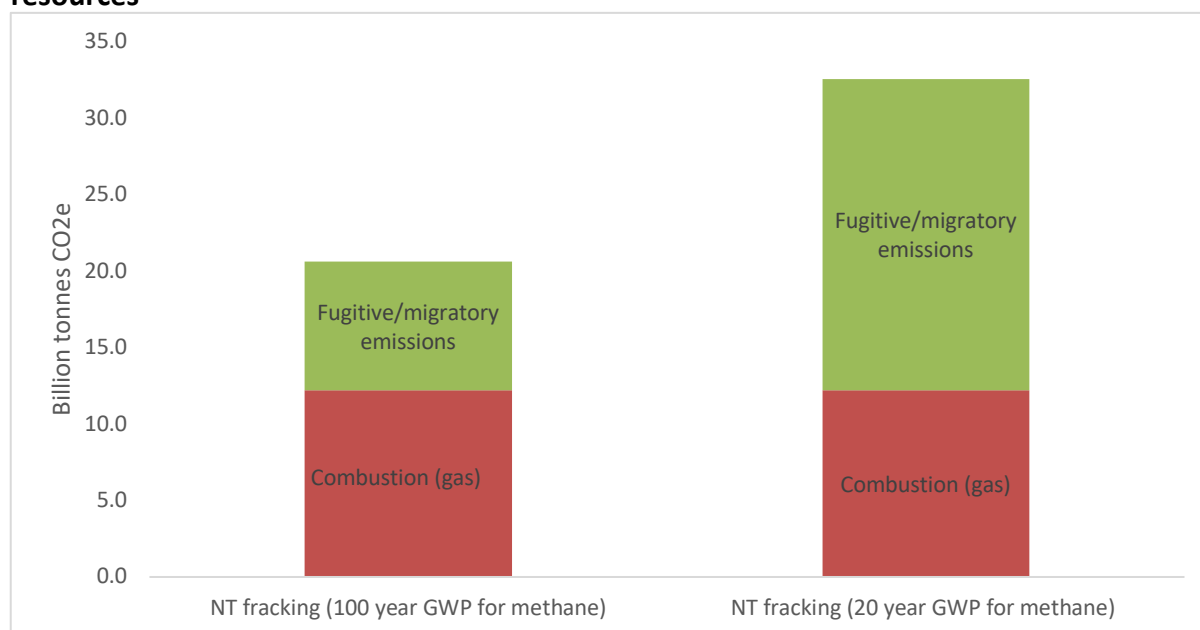 resources
35.0
30.0
25.0
20.0
15.0
10.0
5.0
0.0
Billion tonnes CO2e
Fugitive/migratory
emissions
Combustion (gas)
Fugitive/migratory
emissions
Combustion (gas)
NT fracking (100 year GWP for methane)
NT fracking (20 year GWP for methane)